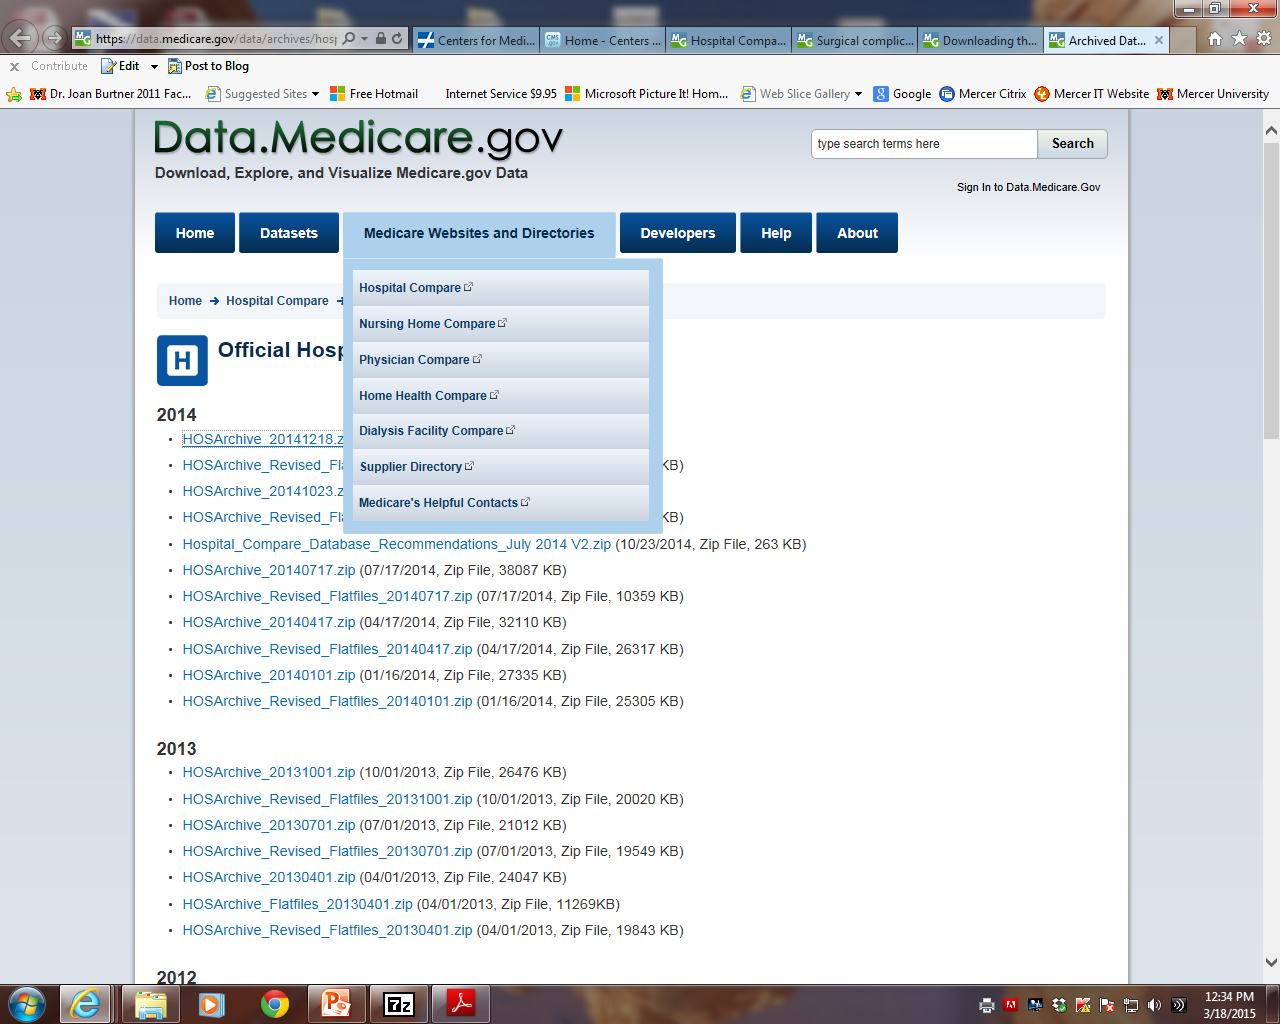 https://data.medicare.gov/data/archives/hosp
Centers for Medi...
Home - Centers ...
Hospital Compa...
Surgical complic...
Downloading th...
Archived Dat...
x Contribute Edit Post to Blog
Dr. Joan Burtner 2011 Fac...
Suggested Sites
Free Hotmail
Internet Service $9.95
Microsoft Picture It! Hom...
Web Slice Gallery
Google
Mercer Citrix
Mercer IT Website
Mercer University
Data.Medicare.gov
Download, Explore, and Visualize Medicare.gov Data
type search terms here
Search
Sign In to Data.Medicare.Gov
Home Datasets Medicare Websites and Directories Developers Help About
Hospital Compare
Nursing Home Compare
Physician Compare
Home Health Compare
Dialysis Facility Compare
Supplier Directory
Medicare's Helpful Contacts
Home → Hospital Compare →
H
Official Hosp
2014
• HOSArchive_20141218.z
• HOSArchive_Revised_Fla KB)
• HOSArchive_20141023.z
• HOSArchive_Revised_Fla KB)
• Hospital_Compare_Database_Recommendations_July 2014 V2.zip (10/23/2014, Zip File, 263 KB)
• HOSArchive_20140717.zip (07/17/2014, Zip File, 38087 KB)
• HOSArchive_Revised_Flatfiles_20140717.zip (07/17/2014, Zip File, 10359 KB)
• HOSArchive_20140417.zip (04/17/2014, Zip File, 32110 KB)
• HOSArchive_Revised_Flatfiles_20140417.zip (04/17/2014, Zip File, 26317 KB)
• HOSArchive_20140101.zip (01/16/2014, Zip File, 27335 KB)
• HOSArchive_Revised_Flatfiles_20140101.zip (01/16/2014, Zip File, 25305 KB)
2013
• HOSArchive_20131001.zip (10/01/2013, Zip File, 26476 KB)
• HOSArchive_Revised_Flatfiles_20131001.zip (10/01/2013, Zip File, 20020 KB)
• HOSArchive_20130701.zip (07/01/2013, Zip File, 21012 KB)
• HOSArchive_Revised_Flatfiles_20130701.zip (07/01/2013, Zip File, 19549 KB)
• HOSArchive_20130401.zip (04/01/2013, Zip File, 24047 KB)
• HOSArchive_Flatfiles_20130401.zip (04/01/2013, Zip File, 11269KB)
• HOSArchive_Revised_Flatfiles_20130401.zip (04/01/2013, Zip File, 19843 KB)
2012
7z
12:34 PM
3/18/2015